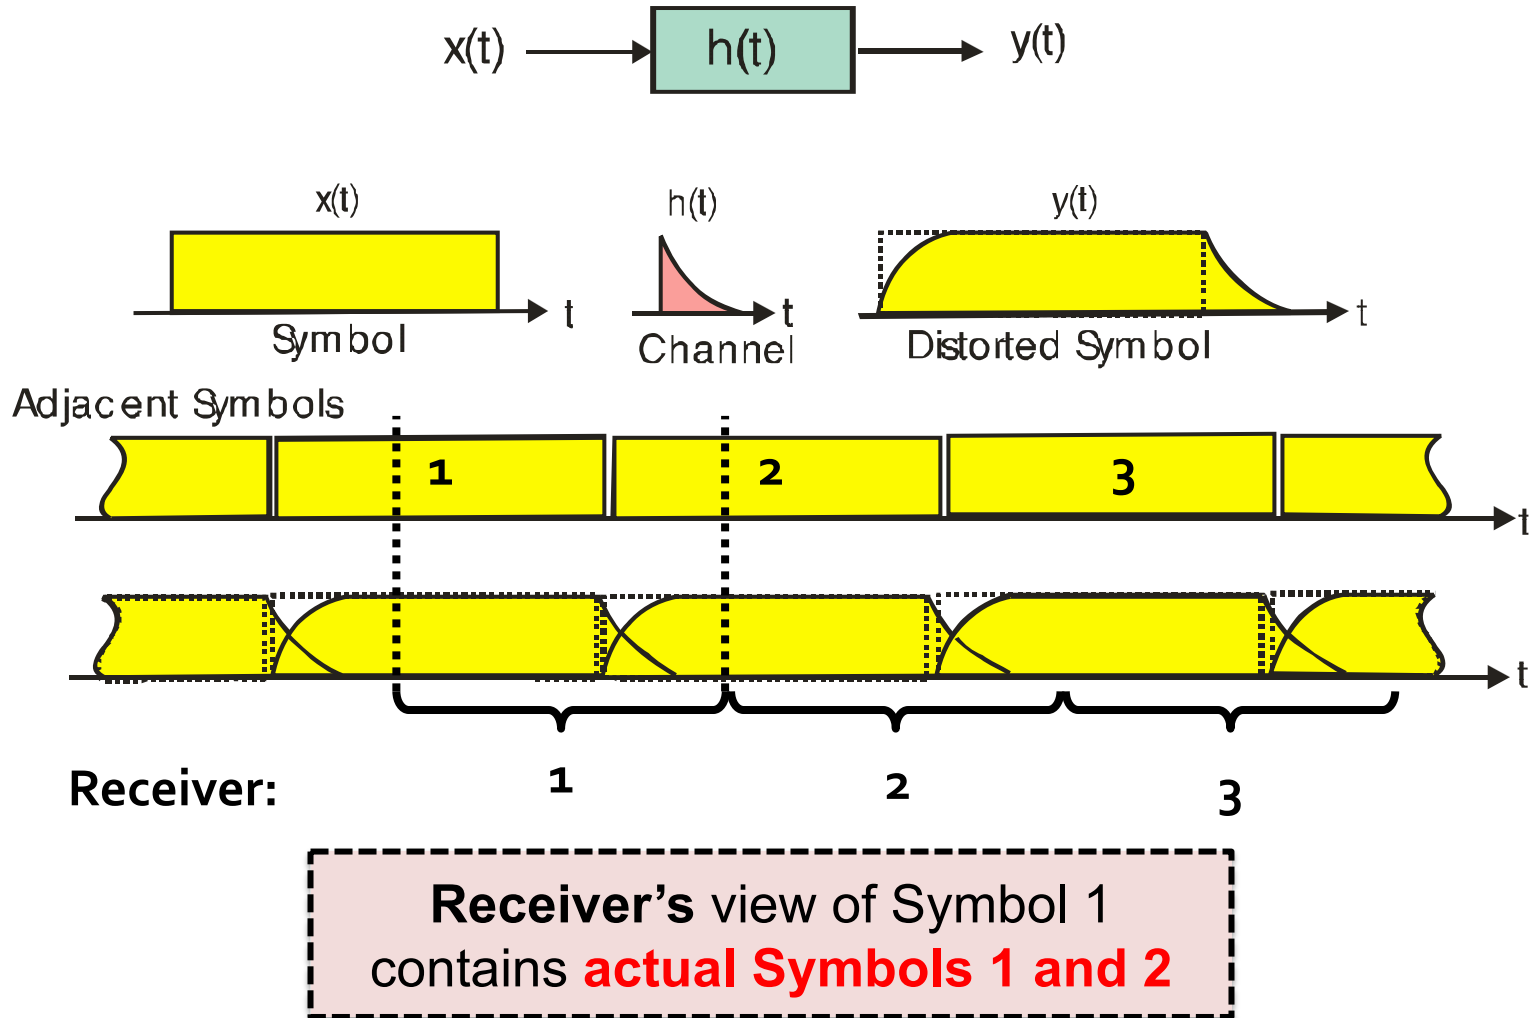 x(t) h(t) y(t)
x(t) h(t) y(t)
t t t
Symbol Channel Distorted Symbol
Adjacent Symbols
1 2 3
t
t
Receiver: 1 2 3
Receiver’s view of Symbol 1
contains actual Symbols 1 and 2